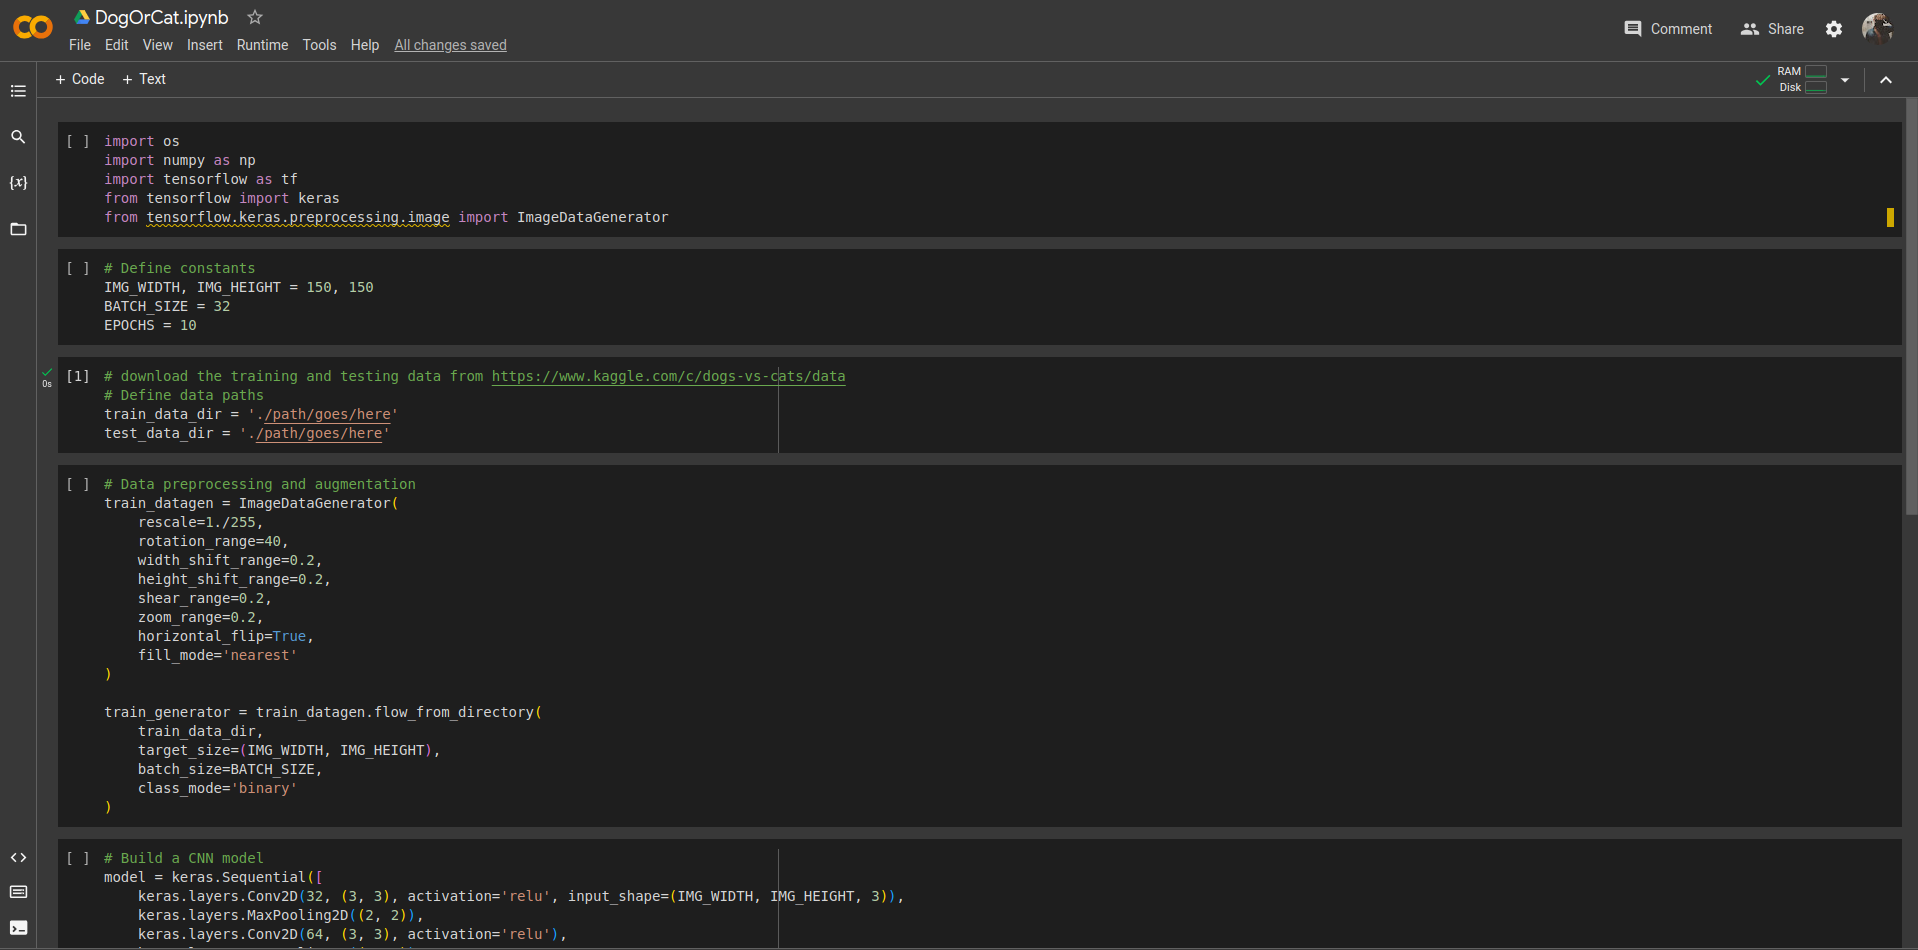 DogOrCat.ipynb
File Edit View Insert Runtime Tools Help All changes saved
Comment Share
+ Code + Text
RAM
Disk
[ ] import os
import numpy as np
import tensorflow as tf
from tensorflow import keras
from tensorflow.keras.preprocessing.image import ImageDataGenerator
[ ] # Define constants
IMG_WIDTH, IMG_HEIGHT = 150, 150
BATCH_SIZE = 32
EPOCHS = 10
0s
[1] # download the training and testing data from https://www.kaggle.com/c/dogs-vs-cats/data
# Define data paths
train_data_dir = './path/goes/here'
test_data_dir = './path/goes/here'
[ ] # Data preprocessing and augmentation
train_datagen = ImageDataGenerator(
    rescale=1./255,
    rotation_range=40,
    width_shift_range=0.2,
    height_shift_range=0.2,
    shear_range=0.2,
    zoom_range=0.2,
    horizontal_flip=True,
    fill_mode='nearest'
)
train_generator = train_datagen.flow_from_directory(
    train_data_dir,
    target_size=(IMG_WIDTH, IMG_HEIGHT),
    batch_size=BATCH_SIZE,
    class_mode='binary'
)
[ ] # Build a CNN model
model = keras.Sequential([
    keras.layers.Conv2D(32, (3, 3), activation='relu', input_shape=(IMG_WIDTH, IMG_HEIGHT, 3)),
    keras.layers.MaxPooling2D((2, 2)),
    keras.layers.Conv2D(64, (3, 3), activation='relu'),